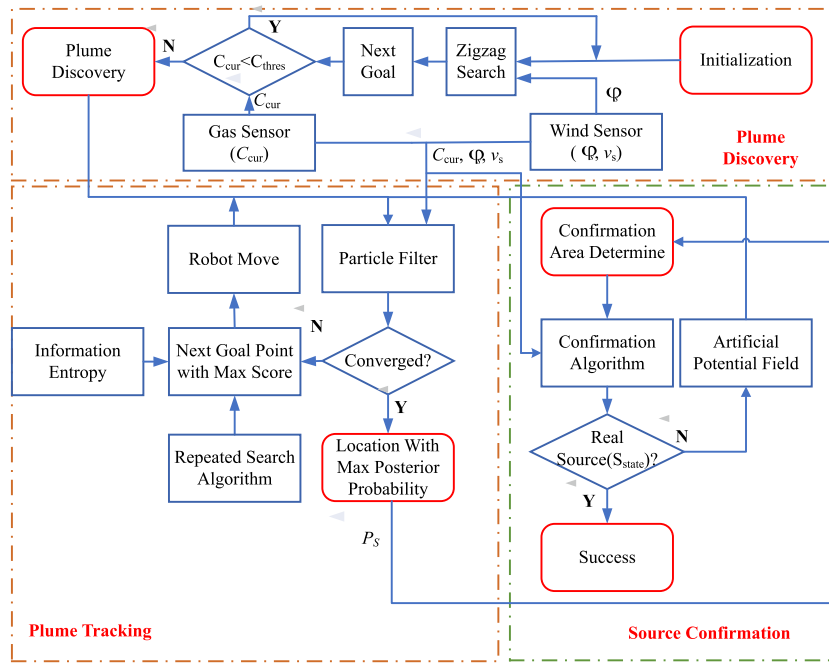 Y
N
Plume
Discovery
C_cur<C_thres
Next
Goal
Zigzag
Search
Initialization
C_cur
φ
Gas Sensor
(C_cur)
Wind Sensor
( φ, v_s)
Plume
Discovery
C_cur, φ, v_s
Robot Move
Particle Filter
Confirmation
Area Determine
N
Information
Entropy
Next Goal Point
with Max Score
Converged?
Confirmation
Algorithm
Artificial
Potential Field
Y
Repeated Search
Algorithm
Location With
Max Posterior
Probability
Real
Source(S_state)?
N
Y
P_S
Success
Plume Tracking
Source Confirmation